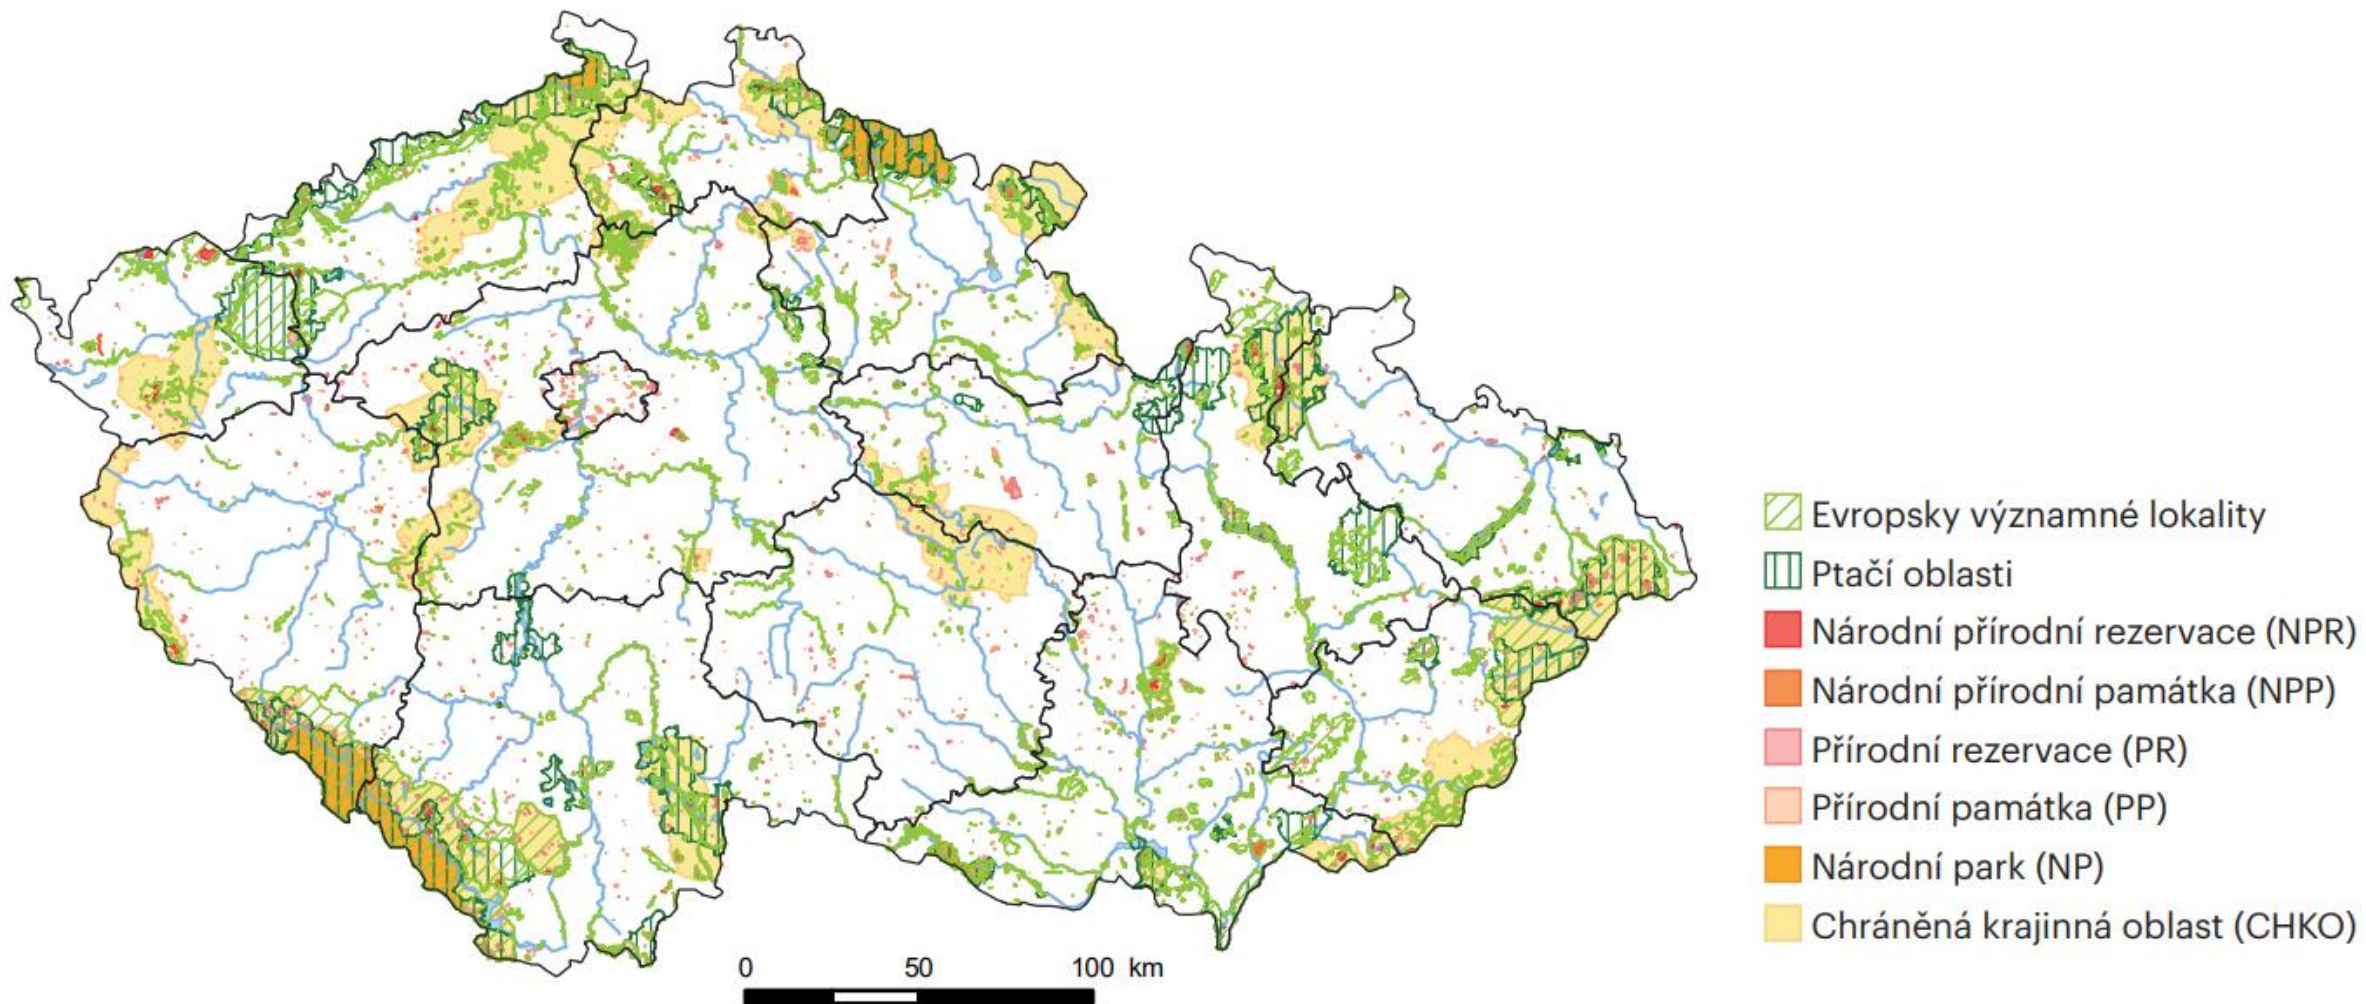 Evropsky významné lokality
Ptačí oblasti
Národní přírodní rezervace (NPR)
Národní přírodní památka (NPP)
Přírodní rezervace (PR)
Přírodní památka (PP)
Národní park (NP)
Chráněná krajinná oblast (CHKO)
0 50 100 km